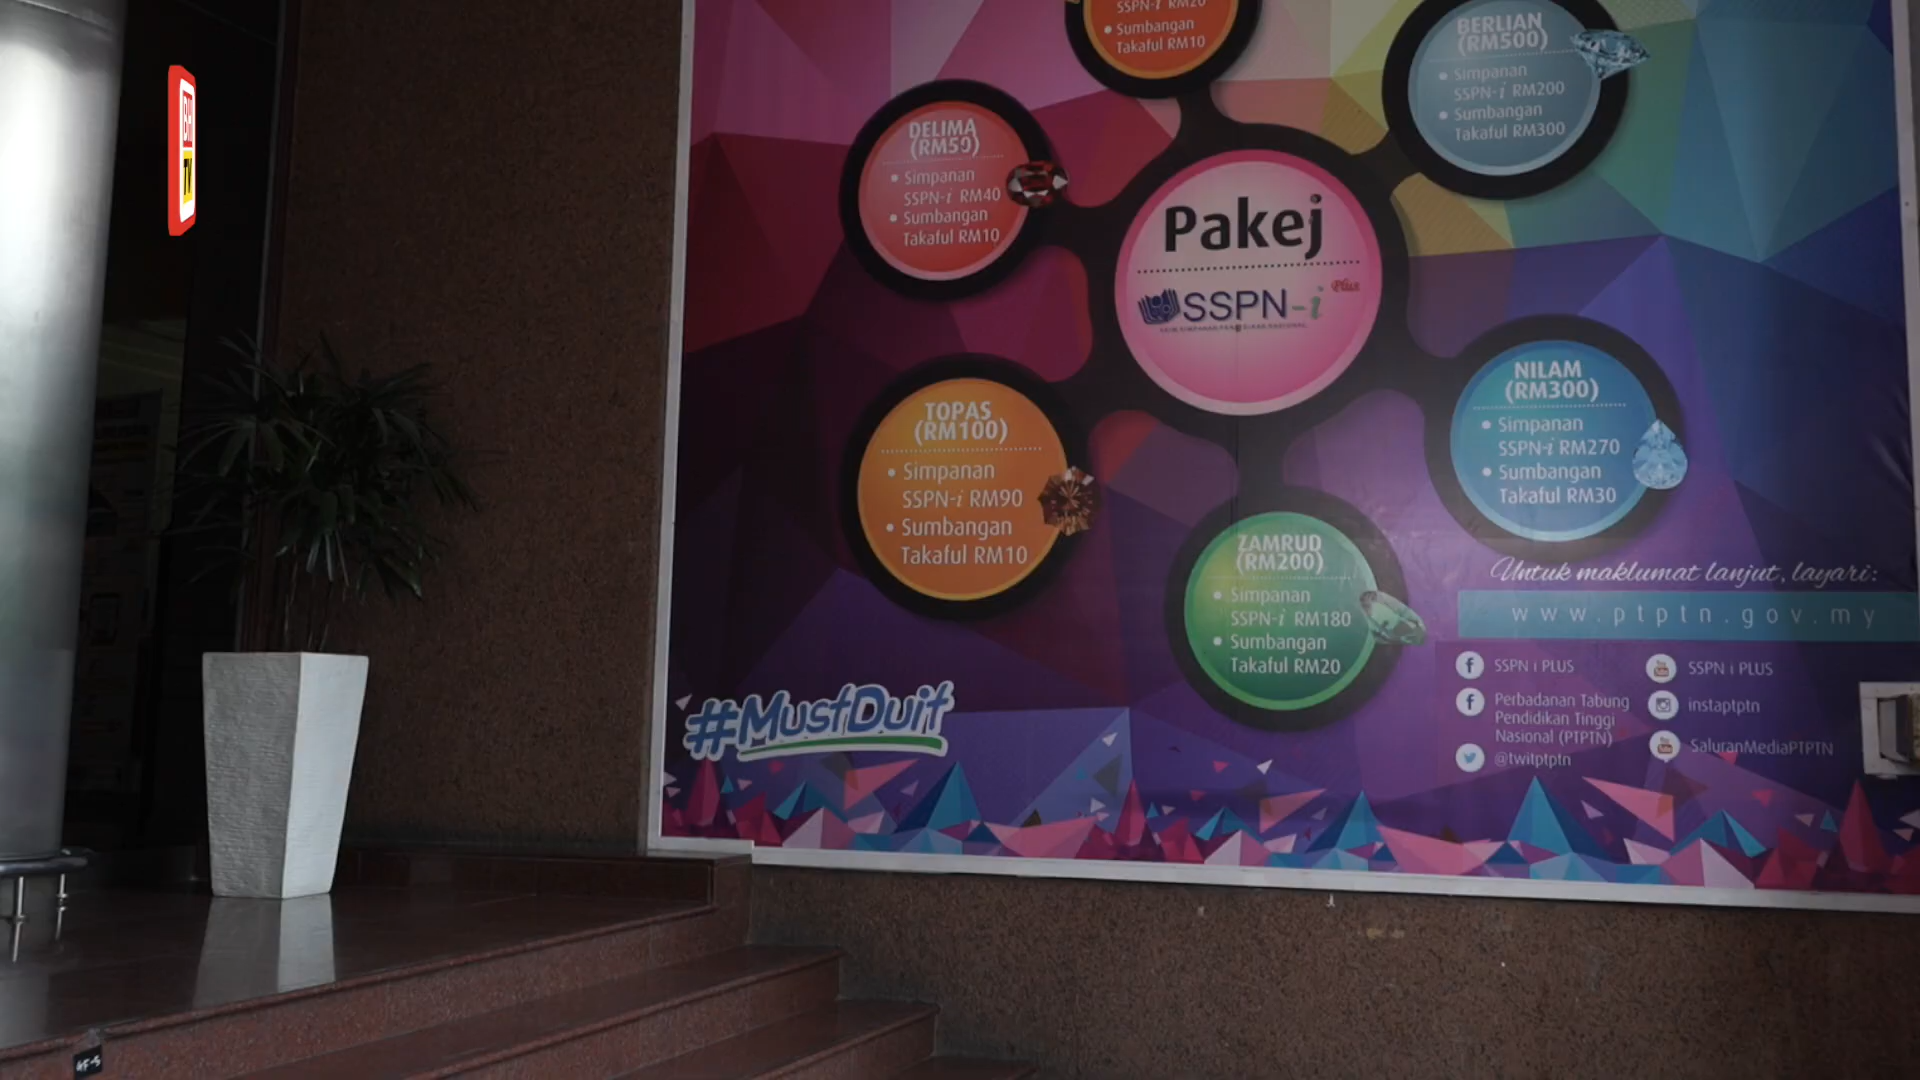 SSPN-i RM20
• Sumbangan
Takaful RM10
BERLIAN
(RM500)
• Simpanan
SSPN-i RM200
• Sumbangan
Takaful RM300
DELIMA
(RM50)
• Simpanan
SSPN-i RM40
• Sumbangan
Takaful RM10
Pakej
SSPN-i Plus
NILAM
(RM300)
• Simpanan
SSPN-i RM270
• Sumbangan
Takaful RM30
TOPAS
(RM100)
• Simpanan
SSPN-i RM90
• Sumbangan
Takaful RM10
ZAMRUD
(RM200)
• Simpanan
SSPN-i RM180
• Sumbangan
Takaful RM20
Untuk maklumat lanjut, layari:
www.ptptn.gov.my
SSPN i PLUS
SSPN i PLUS
Perbadanan Tabung
Pendidikan Tinggi
Nasional (PTPTN)
instaptptn
@twitptptn
SaluranMediaPTPTN
#MustDuit
BH
TV